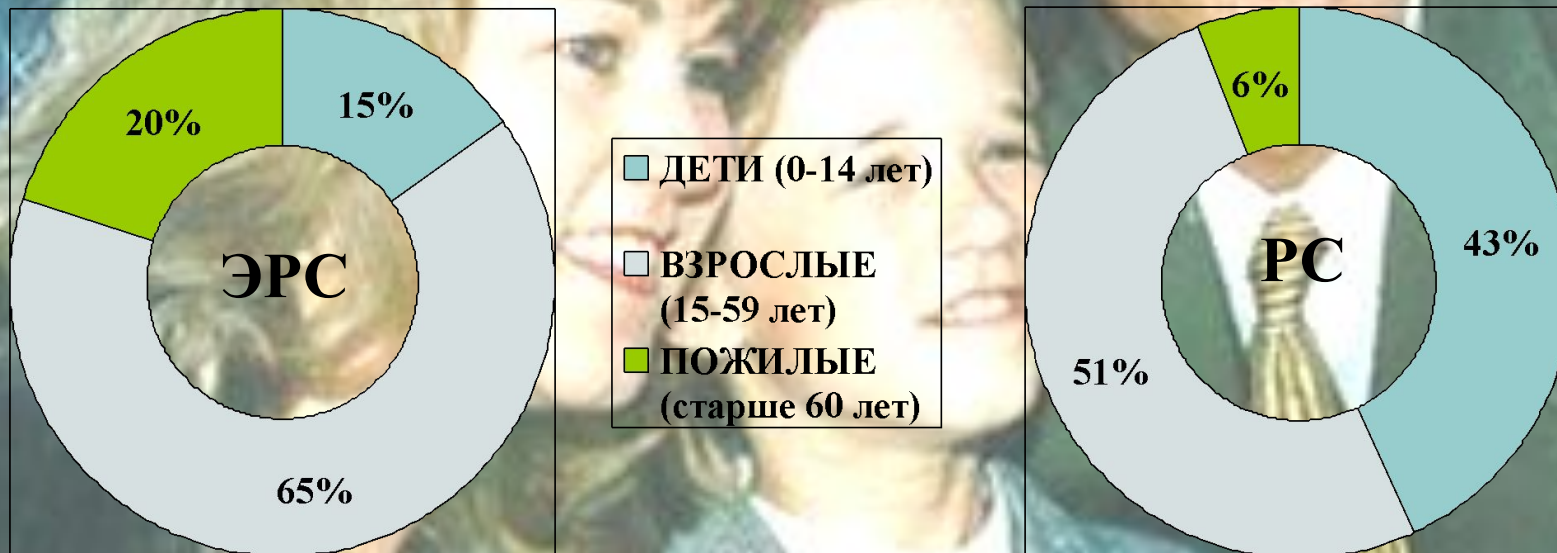 20%
15%
ЭРС
65%
ДЕТИ (0-14 лет)
ВЗРОСЛЫЕ
(15-59 лет)
ПОЖИЛЫЕ
(старше 60 лет)
6%
43%
РС
51%